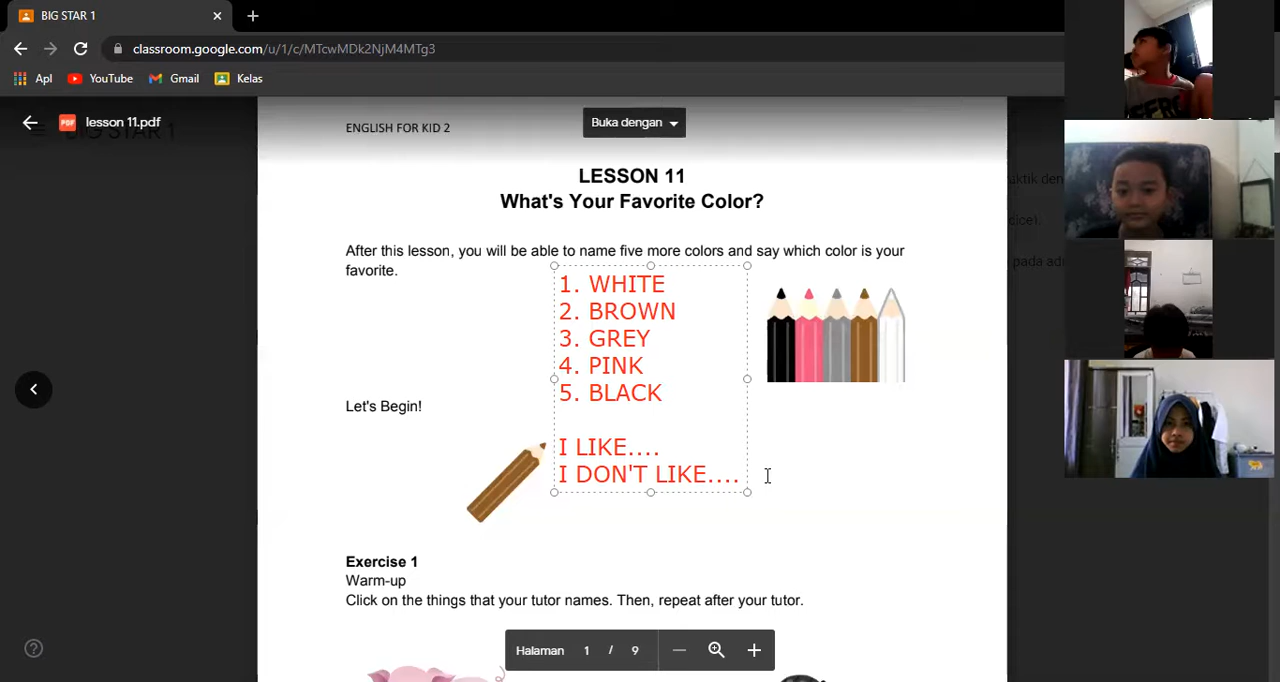 BIG STAR 1
classroom.google.com/u/1/c/MTcwMDk2NjM4MTg3
Apl YouTube Gmail Kelas
lesson 11.pdf
BIG STAR 1
ENGLISH FOR KID 2
Buka dengan
LESSON 11
What's Your Favorite Color?
After this lesson, you will be able to name five more colors and say which color is your
favorite.
1. WHITE
2. BROWN
3. GREY
4. PINK
5. BLACK
Let's Begin!
I LIKE....
I DON'T LIKE....
Exercise 1
Warm-up
Click on the things that your tutor names. Then, repeat after your tutor.
Halaman 1 / 9